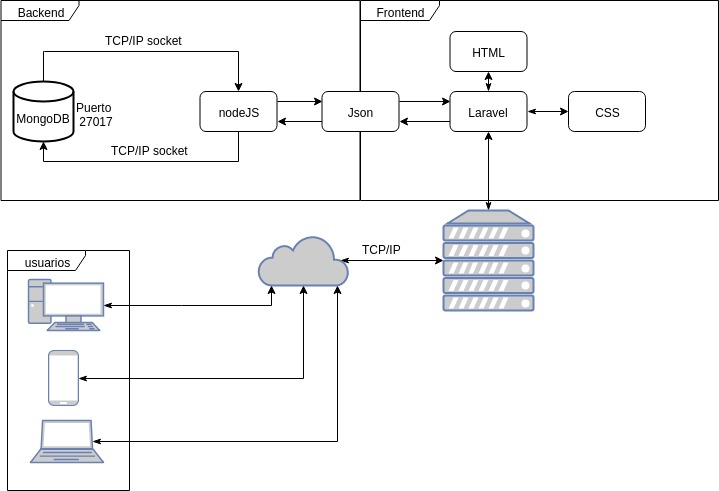 Backend
Frontend
TCP/IP socket
HTML
MongoDB
Puerto
27017
nodeJS
Json
Laravel
CSS
TCP/IP socket
TCP/IP
usuarios